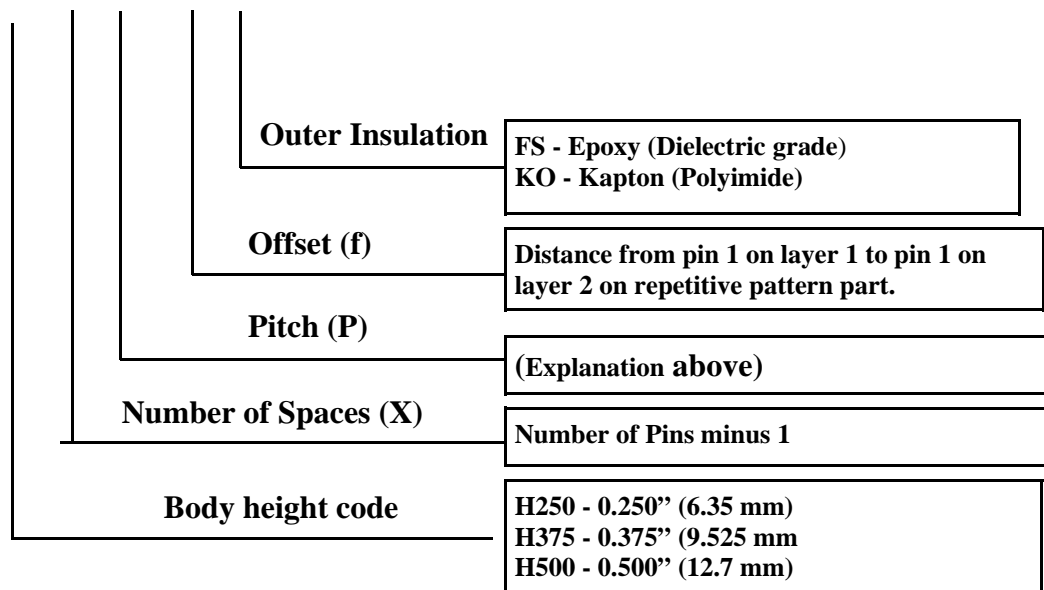 Outer Insulation
FS - Epoxy (Dielectric grade)
KO - Kapton (Polyimide)
Offset (f)
Distance from pin 1 on layer 1 to pin 1 on
layer 2 on repetitive pattern part.
Pitch (P)
(Explanation above)
Number of Spaces (X)
Number of Pins minus 1
Body height code
H250 - 0.250” (6.35 mm)
H375 - 0.375” (9.525 mm
H500 - 0.500” (12.7 mm)